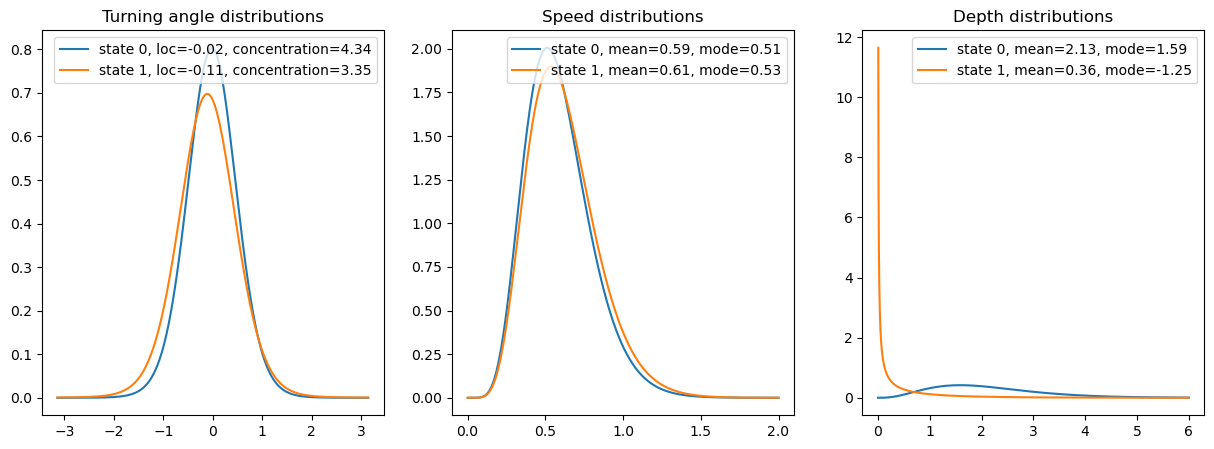 Turning angle distributions
state 0, loc=-0.02, concentration=4.34
state 1, loc=-0.11, concentration=3.35
0.8
0.7
0.6
0.5
0.4
0.3
0.2
0.1
0.0
−3 −2 −1 0 1 2 3
Speed distributions
state 0, mean=0.59, mode=0.51
state 1, mean=0.61, mode=0.53
2.00
1.75
1.50
1.25
1.00
0.75
0.50
0.25
0.00
0.0 0.5 1.0 1.5 2.0
Depth distributions
state 0, mean=2.13, mode=1.59
state 1, mean=0.36, mode=-1.25
12
10
8
6
4
2
0
0 1 2 3 4 5 6